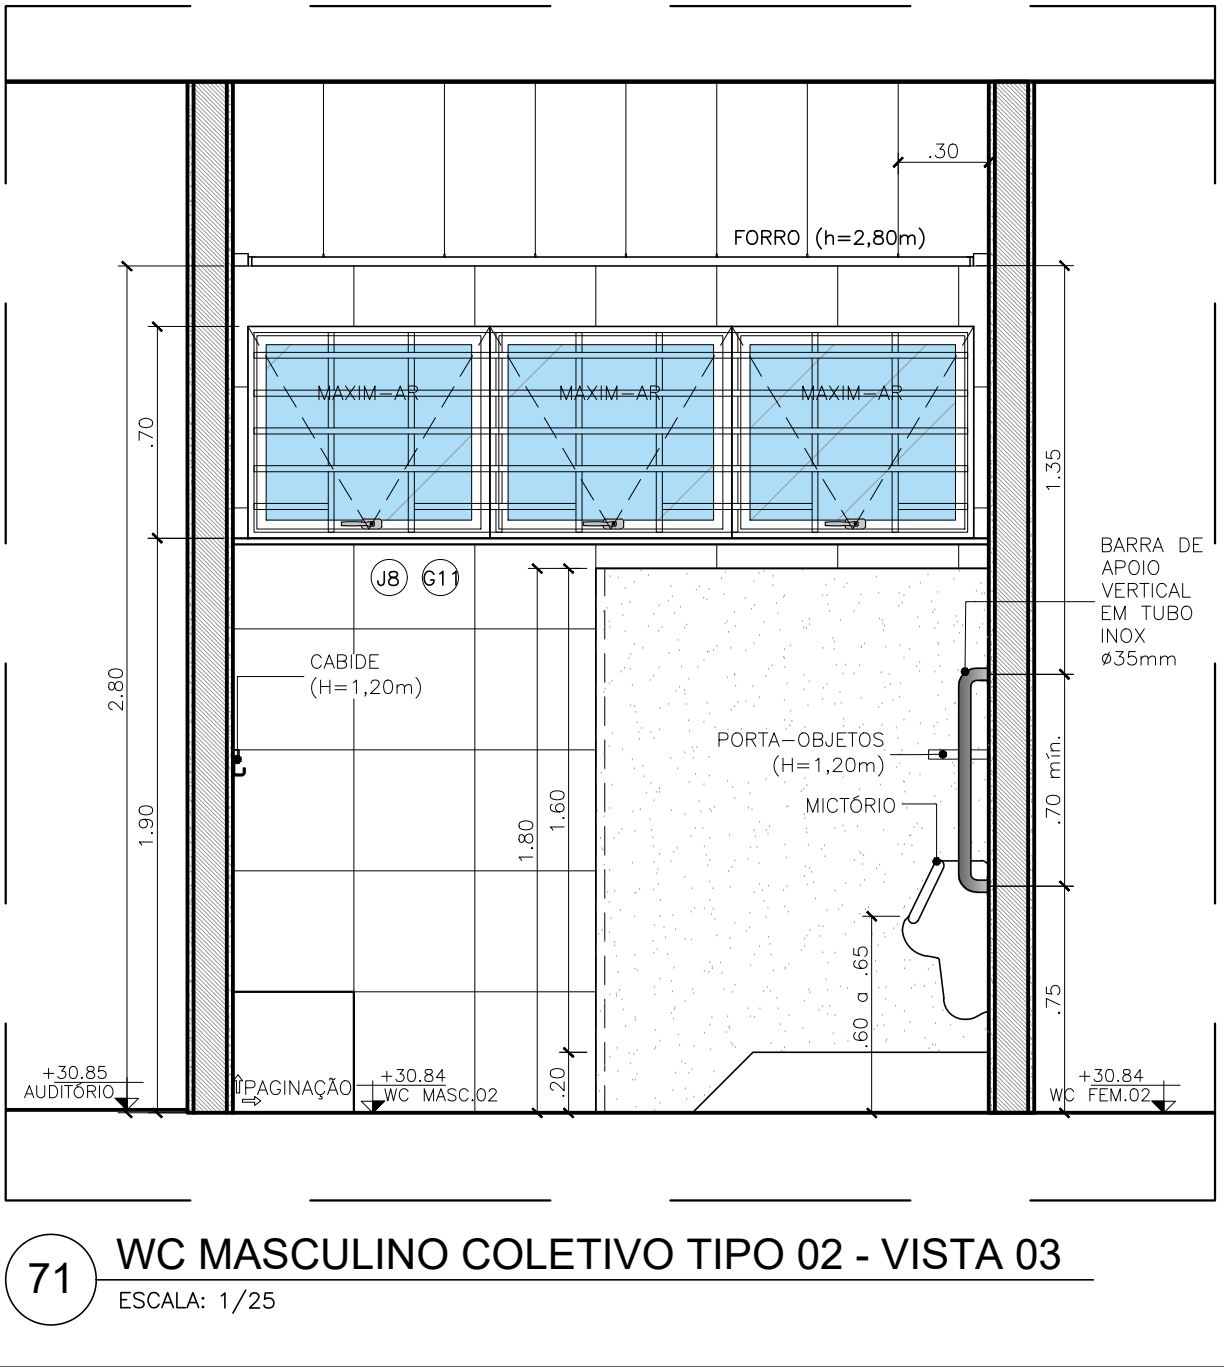 .30
FORRO (h=2,80m)
MAXIM-AR MAXIM-AR MAXIM-AR
.70
1.35
BARRA DE
APOIO
VERTICAL
EM TUBO
INOX
ø35mm
J8 G11
CABIDE
(H=1,20m)
2.80
PORTA-OBJETOS
(H=1,20m)
.70 mín.
MICTÓRIO
1.90
1.80
1.60
.60 a .65
.75
+30.85
AUDITÓRIO
PAGINAÇÃO
+30.84
WC MASC.02
.20
+30.84
WC FEM.02
71
WC MASCULINO COLETIVO TIPO 02 - VISTA 03
ESCALA: 1/25